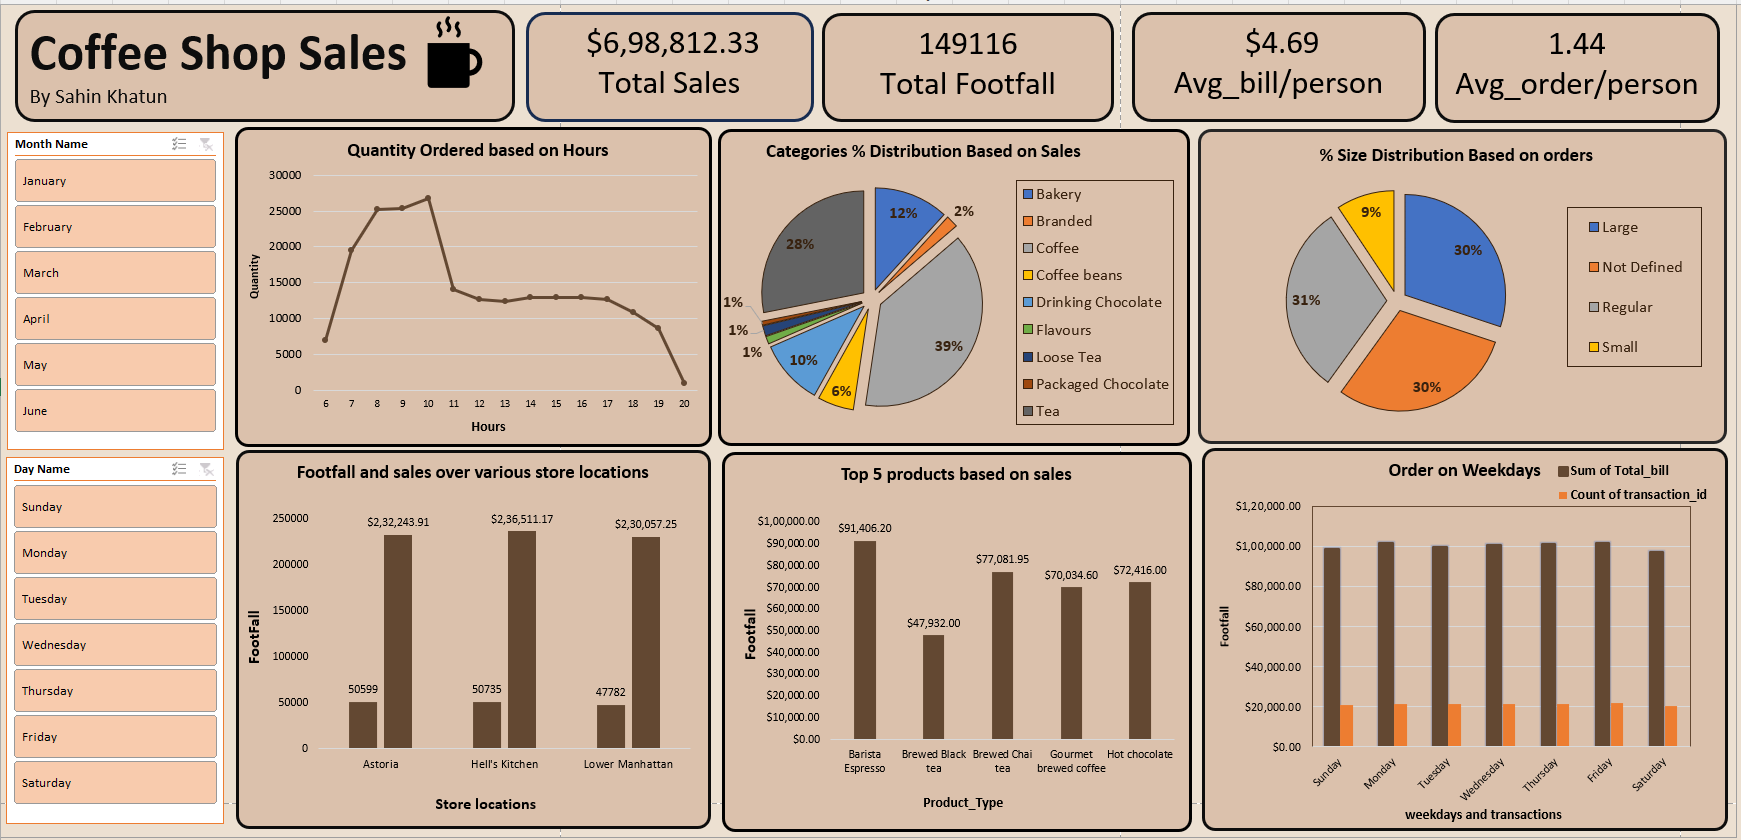 Coffee Shop Sales
By Sahin Khatun
$6,98,812.33
Total Sales
149116
Total Footfall
$4.69
Avg_bill/person
1.44
Avg_order/person
Month Name
January
February
March
April
May
June
Day Name
Sunday
Monday
Tuesday
Wednesday
Thursday
Friday
Saturday
Quantity Ordered based on Hours
Quantity
30000
25000
20000
15000
10000
5000
0
6 7 8 9 10 11 12 13 14 15 16 17 18 19 20
Hours
Categories % Distribution Based on Sales
12%
2%
39%
6%
10%
1%
1%
1%
28%
Bakery
Branded
Coffee
Coffee beans
Drinking Chocolate
Flavours
Loose Tea
Packaged Chocolate
Tea
% Size Distribution Based on orders
30%
30%
31%
9%
Large
Not Defined
Regular
Small
Footfall and sales over various store locations
FootFall
250000
200000
150000
100000
50000
0
50599
$2,32,243.91
50735
$2,36,511.17
47782
$2,30,057.25
Astoria
Hell's Kitchen
Lower Manhattan
Store locations
Top 5 products based on sales
Footfall
$1,00,000.00
$90,000.00
$80,000.00
$70,000.00
$60,000.00
$50,000.00
$40,000.00
$30,000.00
$20,000.00
$10,000.00
$0.00
$91,406.20
$47,932.00
$77,081.95
$70,034.60
$72,416.00
Barista
Espresso
Brewed Black
tea
Brewed Chai
tea
Gourmet
brewed coffee
Hot chocolate
Product_Type
Order on Weekdays
Sum of Total_bill
Count of transaction_id
Footfall
$1,20,000.00
$1,00,000.00
$80,000.00
$60,000.00
$40,000.00
$20,000.00
$0.00
Sunday
Monday
Tuesday
Wednesday
Thursday
Friday
Saturday
weekdays and transactions